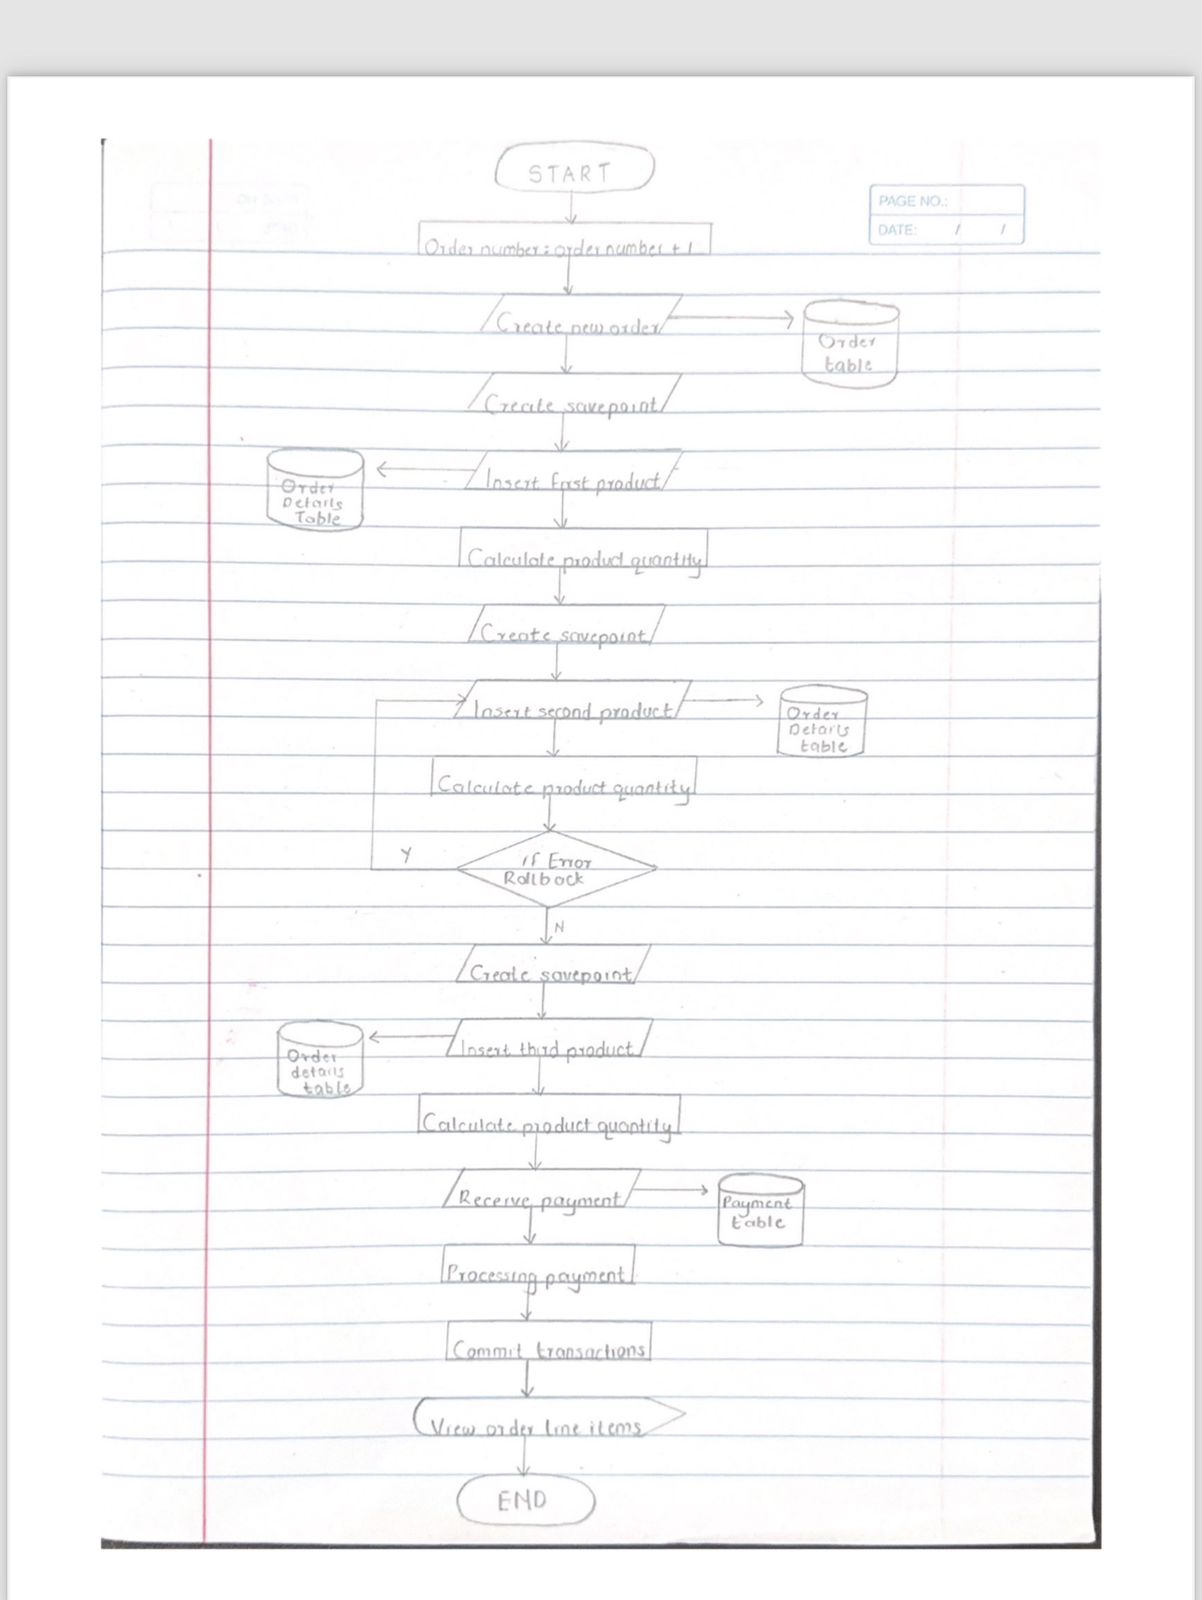 START
PAGE NO.:
DATE: / /
Order number = order number + 1
Create new order
Order
table
Create savepoint
Insert first product
Order
Details
Table
Calculate product quantity
Create savepoint
Insert second product
Order
Details
table
Calculate product quantity
Y
if Error
Rollback
N
Create savepoint
Insert third product
Order
details
table
Calculate product quantity
Receive payment
Payment
table
Processing payment
Commit transactions
View order line items
END